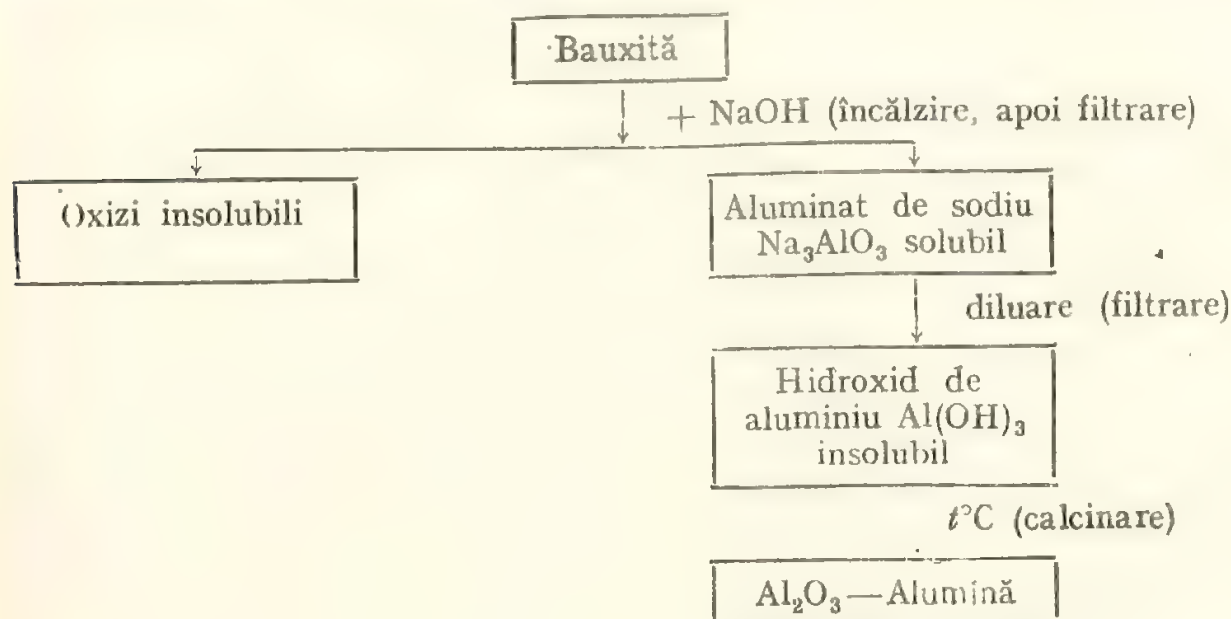 Bauxită
+ NaOH (încălzire, apoi filtrare)
Oxizi insolubili
Aluminat de sodiu
Na₃AlO₃ solubil
diluare (filtrare)
Hidroxid de
aluminiu Al(OH)₃
insolubil
t°C (calcinare)
Al₂O₃—Alumină